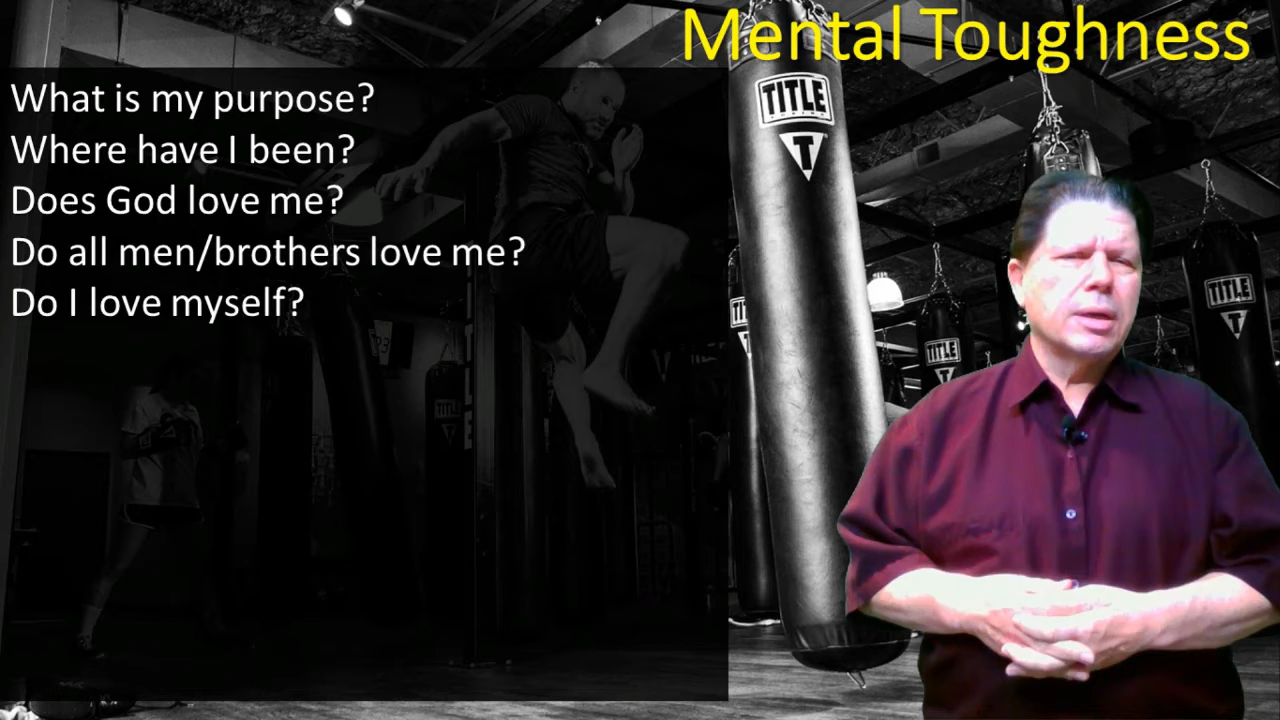 Mental Toughness
What is my purpose?
Where have I been?
Does God love me?
Do all men/brothers love me?
Do I love myself?
TITLE
T
TITLE
T
TITLE
T
TITLE